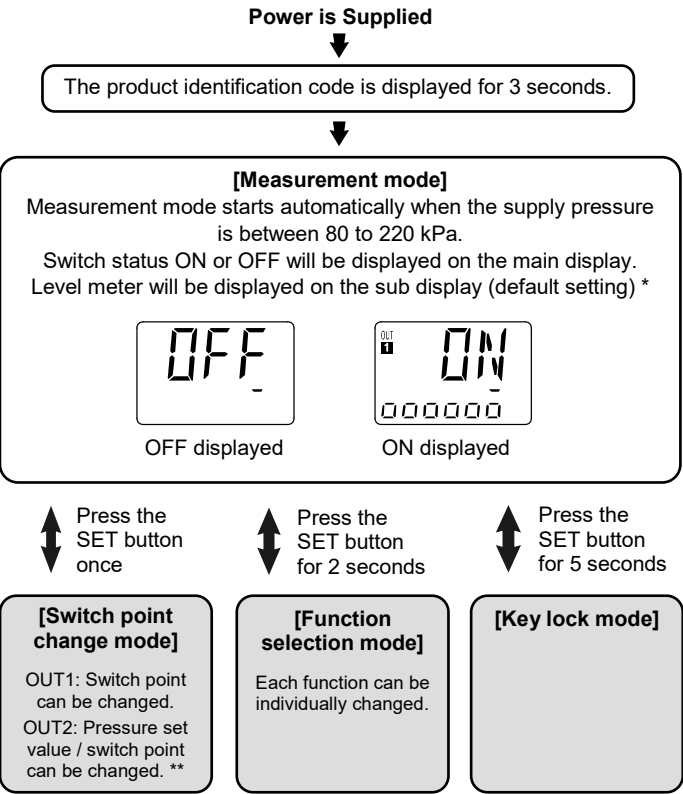 Power is Supplied
The product identification code is displayed for 3 seconds.
[Measurement mode]
Measurement mode starts automatically when the supply pressure
is between 80 to 220 kPa.
Switch status ON or OFF will be displayed on the main display.
Level meter will be displayed on the sub display (default setting) *
OFF
OUT
1
ON
OFF displayed
ON displayed
Press the
SET button
once
Press the
SET button
for 2 seconds
Press the
SET button
for 5 seconds
[Switch point
change mode]
OUT1: Switch point
can be changed.
OUT2: Pressure set
value / switch point
can be changed. **
[Function
selection mode]
Each function can be
individually changed.
[Key lock mode]